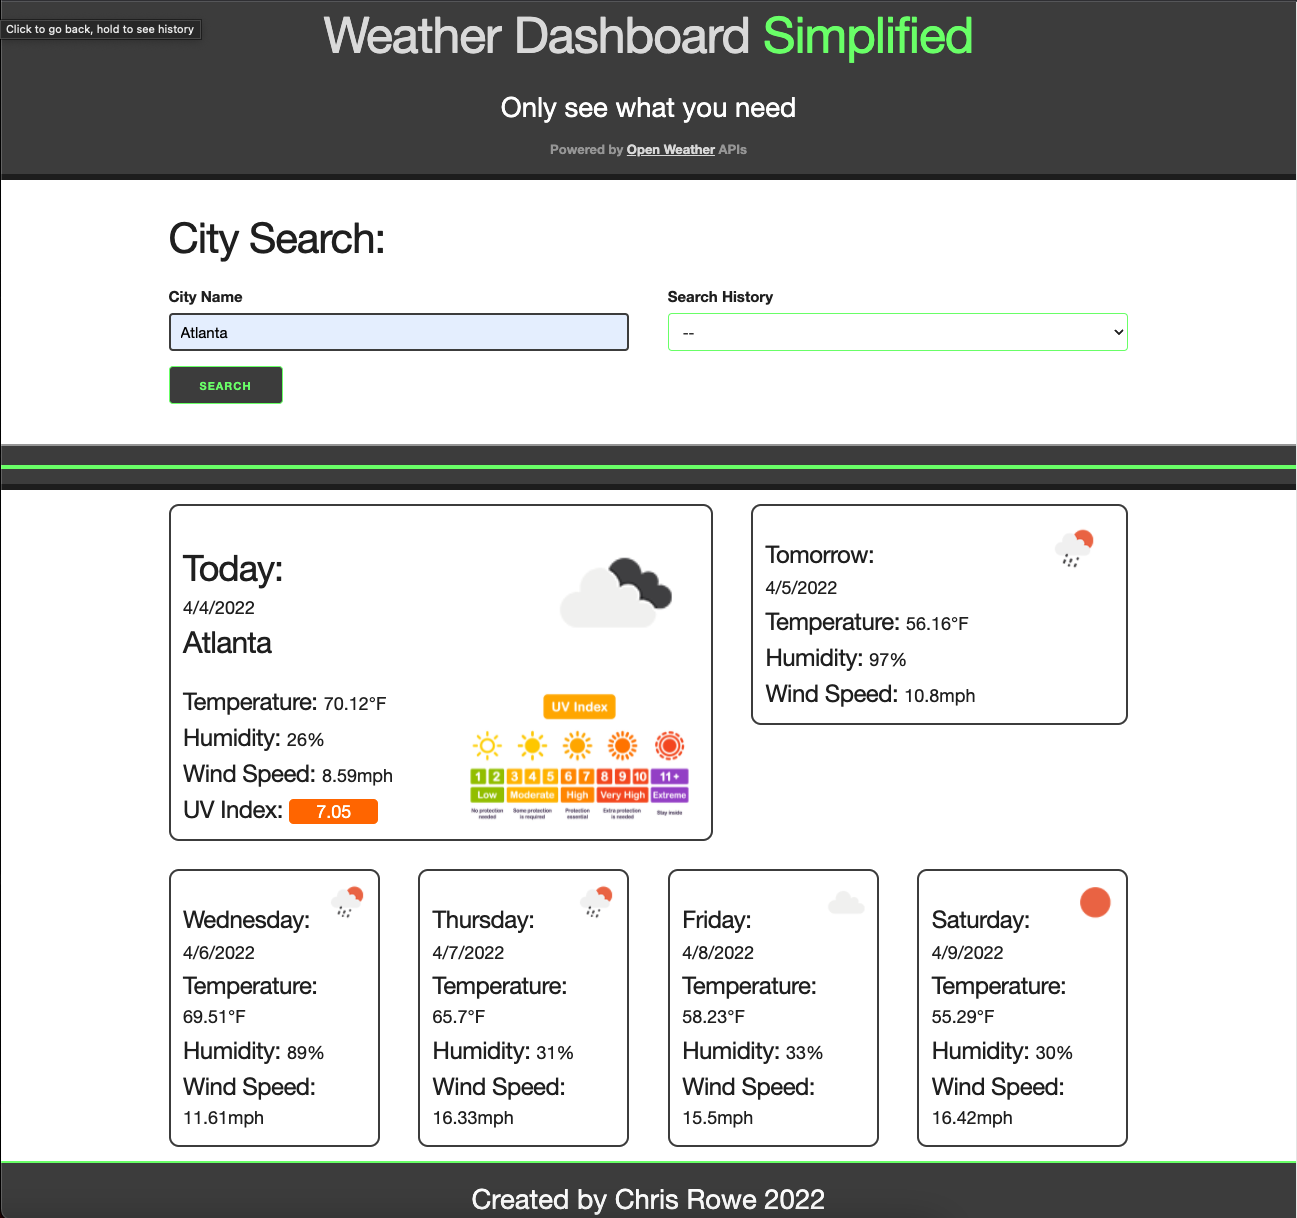 Click to go back, hold to see history
Weather Dashboard Simplified
Only see what you need
Powered by Open Weather APIs
City Search:
City Name
Atlanta
Search History
--
SEARCH
Today:
4/4/2022
Atlanta
Temperature: 70.12°F
Humidity: 26%
Wind Speed: 8.59mph
UV Index: 7.05
UV Index
1 2 3 4 5 6 7 8 9 10 11+
Low Moderate High Very High Extreme
No protection needed
Some protection is required
Protection essential
Extra protection is needed
Stay inside
Tomorrow:
4/5/2022
Temperature: 56.16°F
Humidity: 97%
Wind Speed: 10.8mph
Wednesday:
4/6/2022
Temperature:
69.51°F
Humidity: 89%
Wind Speed:
11.61mph
Thursday:
4/7/2022
Temperature:
65.7°F
Humidity: 31%
Wind Speed:
16.33mph
Friday:
4/8/2022
Temperature:
58.23°F
Humidity: 33%
Wind Speed:
15.5mph
Saturday:
4/9/2022
Temperature:
55.29°F
Humidity: 30%
Wind Speed:
16.42mph
Created by Chris Rowe 2022